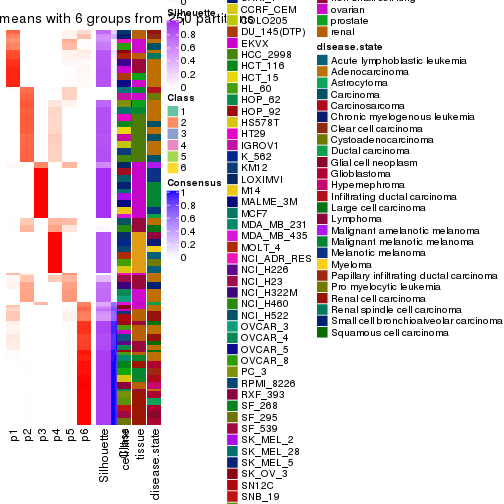 means with 6 groups from 250 partitions
Silhouette
1
0.8
0.6
0.4
0.2
0
Class
1
2
3
4
5
6
Consensus
1
0.8
0.6
0.4
0.2
0
p1
p2
p3
p4
p5
p6
Silhouette
Class
cell.line
tissue
disease.state
CCRF_CEM
COLO205
DU_145(DTP)
EKVX
HCC_2998
HCT_116
HCT_15
HL_60
HOP_62
HOP_92
HS578T
HT29
IGROV1
K_562
KM12
LOXIMVI
M14
MALME_3M
MCF7
MDA_MB_231
MDA_MB_435
MOLT_4
NCI_ADR_RES
NCI_H226
NCI_H23
NCI_H322M
NCI_H460
NCI_H522
OVCAR_3
OVCAR_4
OVCAR_5
OVCAR_8
PC_3
RPMI_8226
RXF_393
SF_268
SF_295
SF_539
SK_MEL_2
SK_MEL_28
SK_MEL_5
SK_OV_3
SN12C
SNB_19
ovarian
prostate
renal
disease.state
Acute lymphoblastic leukemia
Adenocarcinoma
Astrocytoma
Carcinoma
Carcinosarcoma
Chronic myelogenous leukemia
Clear cell carcinoma
Cystoadenocarcinoma
Ductal carcinoma
Glial cell neoplasm
Glioblastoma
Hypernephroma
Infiltrating ductal carcinoma
Large cell carcinoma
Lymphoma
Malignant amelanotic melanoma
Malignant melanotic melanoma
Melanotic melanoma
Myeloma
Papillary infiltrating ductal carcinoma
Pro myelocytic leukemia
Renal cell carcinoma
Renal spindle cell carcinoma
Small cell bronchioalveolar carcinoma
Squamous cell carcinoma